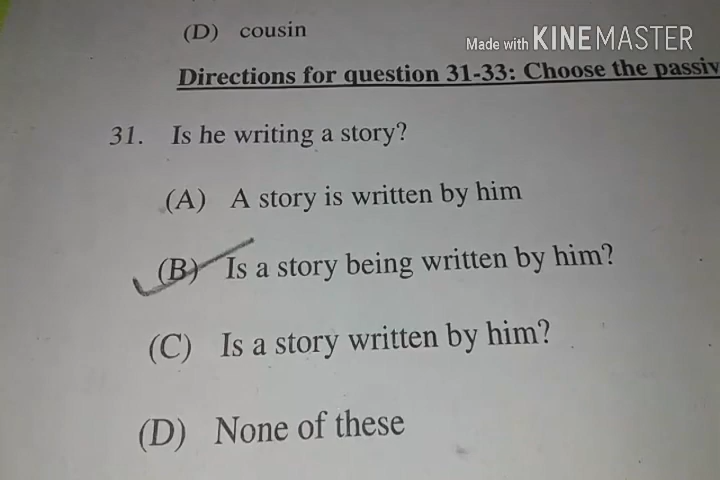 (D) cousin
Made with KINEMASTER
Directions for question 31-33: Choose the passiv
31. Is he writing a story?
(A) A story is written by him
(B) Is a story being written by him?
(C) Is a story written by him?
(D) None of these